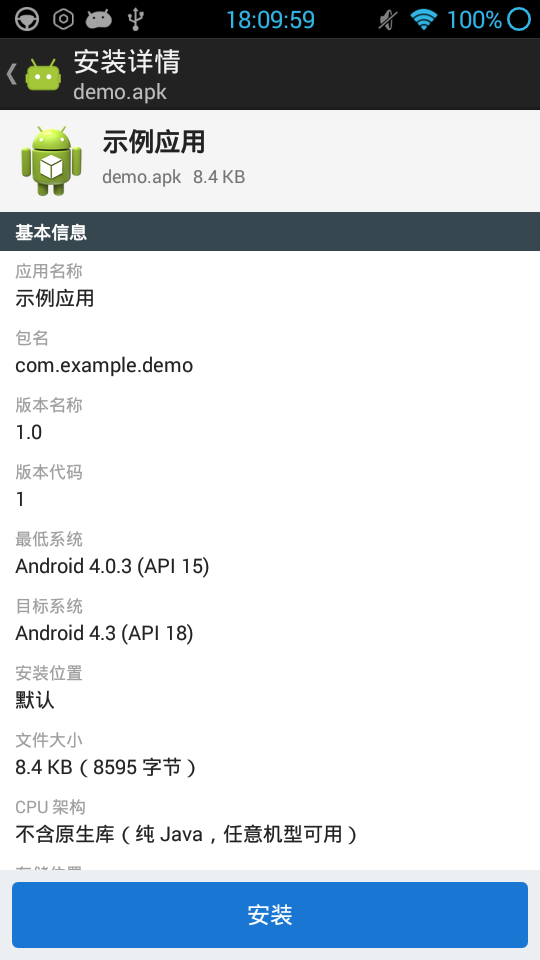 18:09:59
100%
安装详情
demo.apk
示例应用
demo.apk 8.4 KB
基本信息
应用名称
示例应用
包名
com.example.demo
版本名称
1.0
版本代码
1
最低系统
Android 4.0.3 (API 15)
目标系统
Android 4.3 (API 18)
安装位置
默认
文件大小
8.4 KB ( 8595 字节 )
CPU 架构
不含原生库 ( 纯 Java，任意机型可用 )
安装